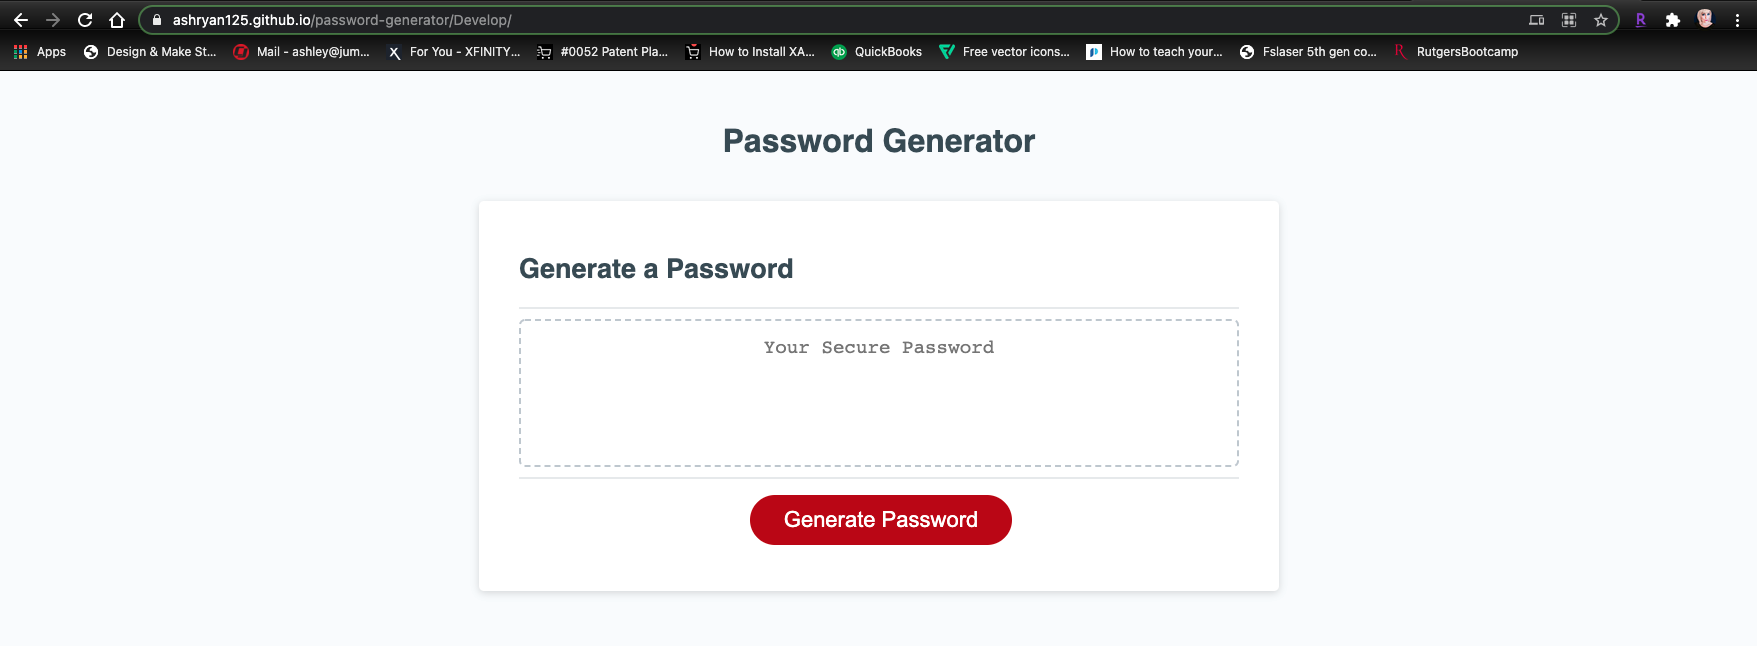 ashryan125.github.io/password-generator/Develop/
R
Apps Design & Make St... Mail - ashley@jum... X For You - XFINITY... #0052 Patent Pla... How to Install XA... qb QuickBooks Free vector icons... P How to teach your... Fslaser 5th gen co... R RutgersBootcamp
Password Generator
Generate a Password
Your Secure Password
Generate Password